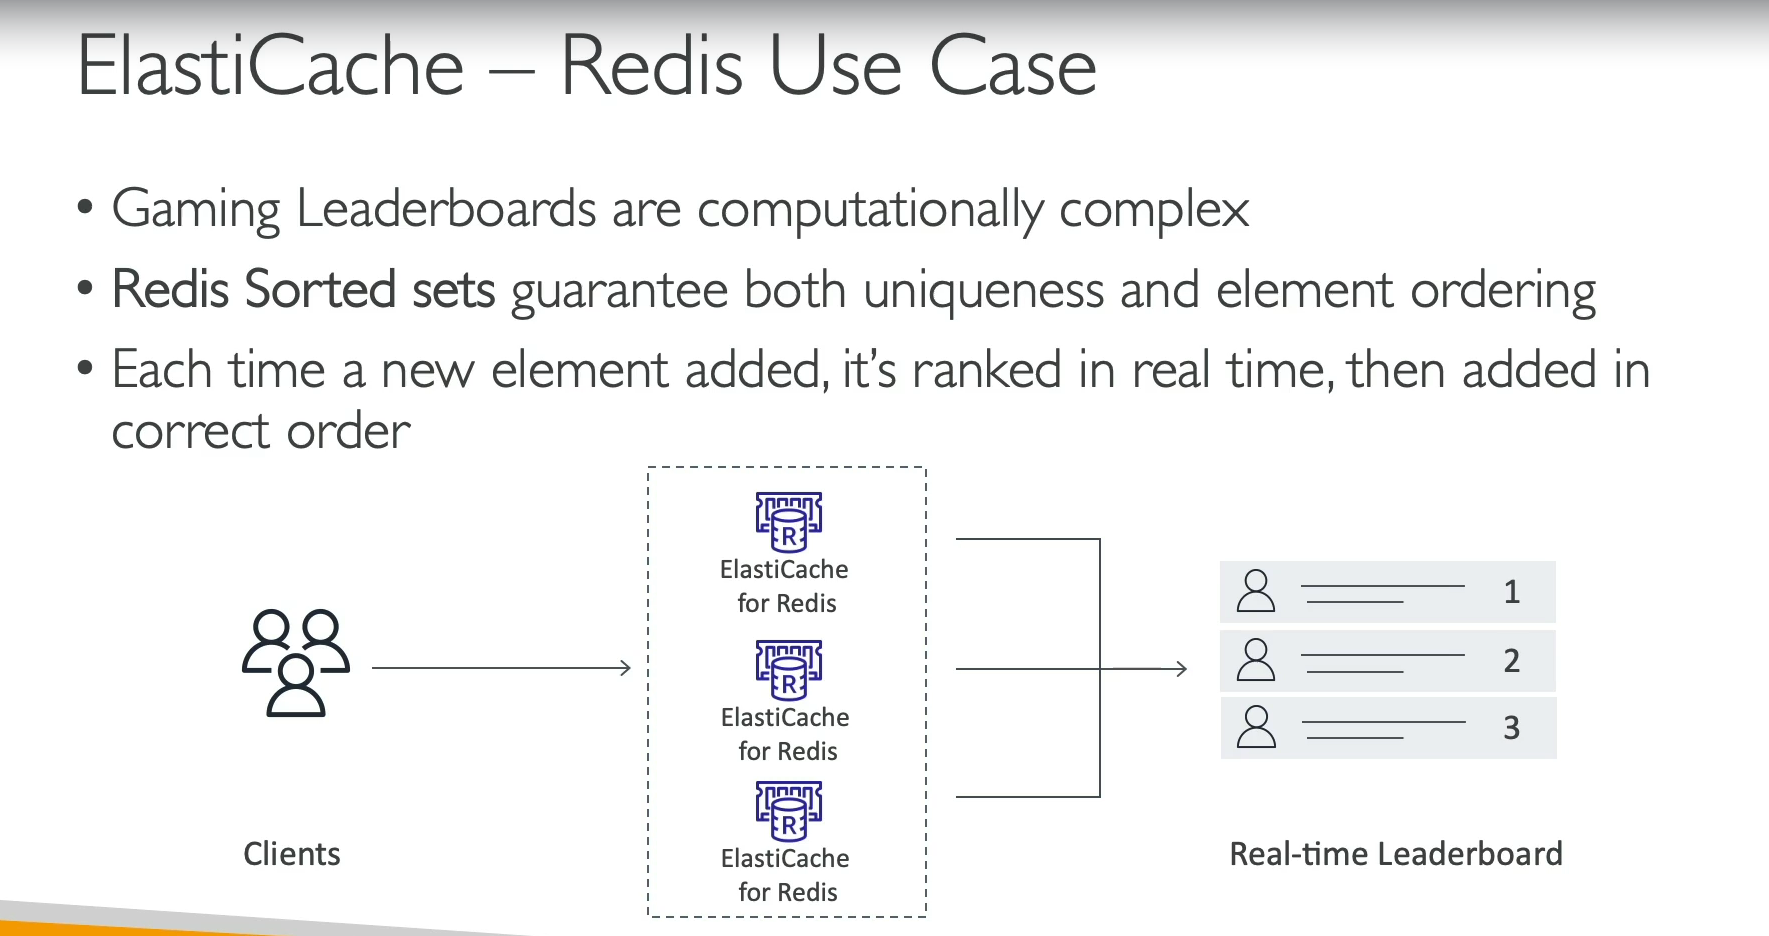 ElastiCache – Redis Use Case
• Gaming Leaderboards are computationally complex
• Redis Sorted sets guarantee both uniqueness and element ordering
• Each time a new element added, it's ranked in real time, then added in
correct order
R
ElastiCache
for Redis
R
ElastiCache
for Redis
R
ElastiCache
for Redis
1
2
3
Clients
Real-time Leaderboard